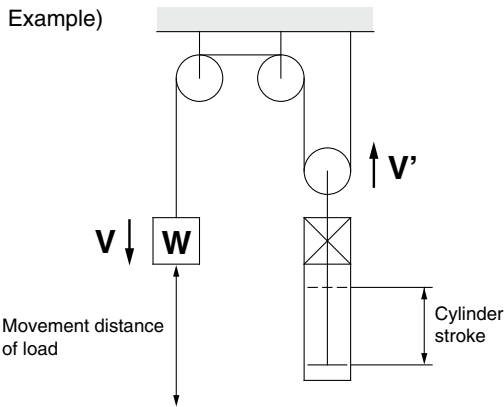 Example)
V'
V
W
Movement distance
of load
Cylinder
stroke